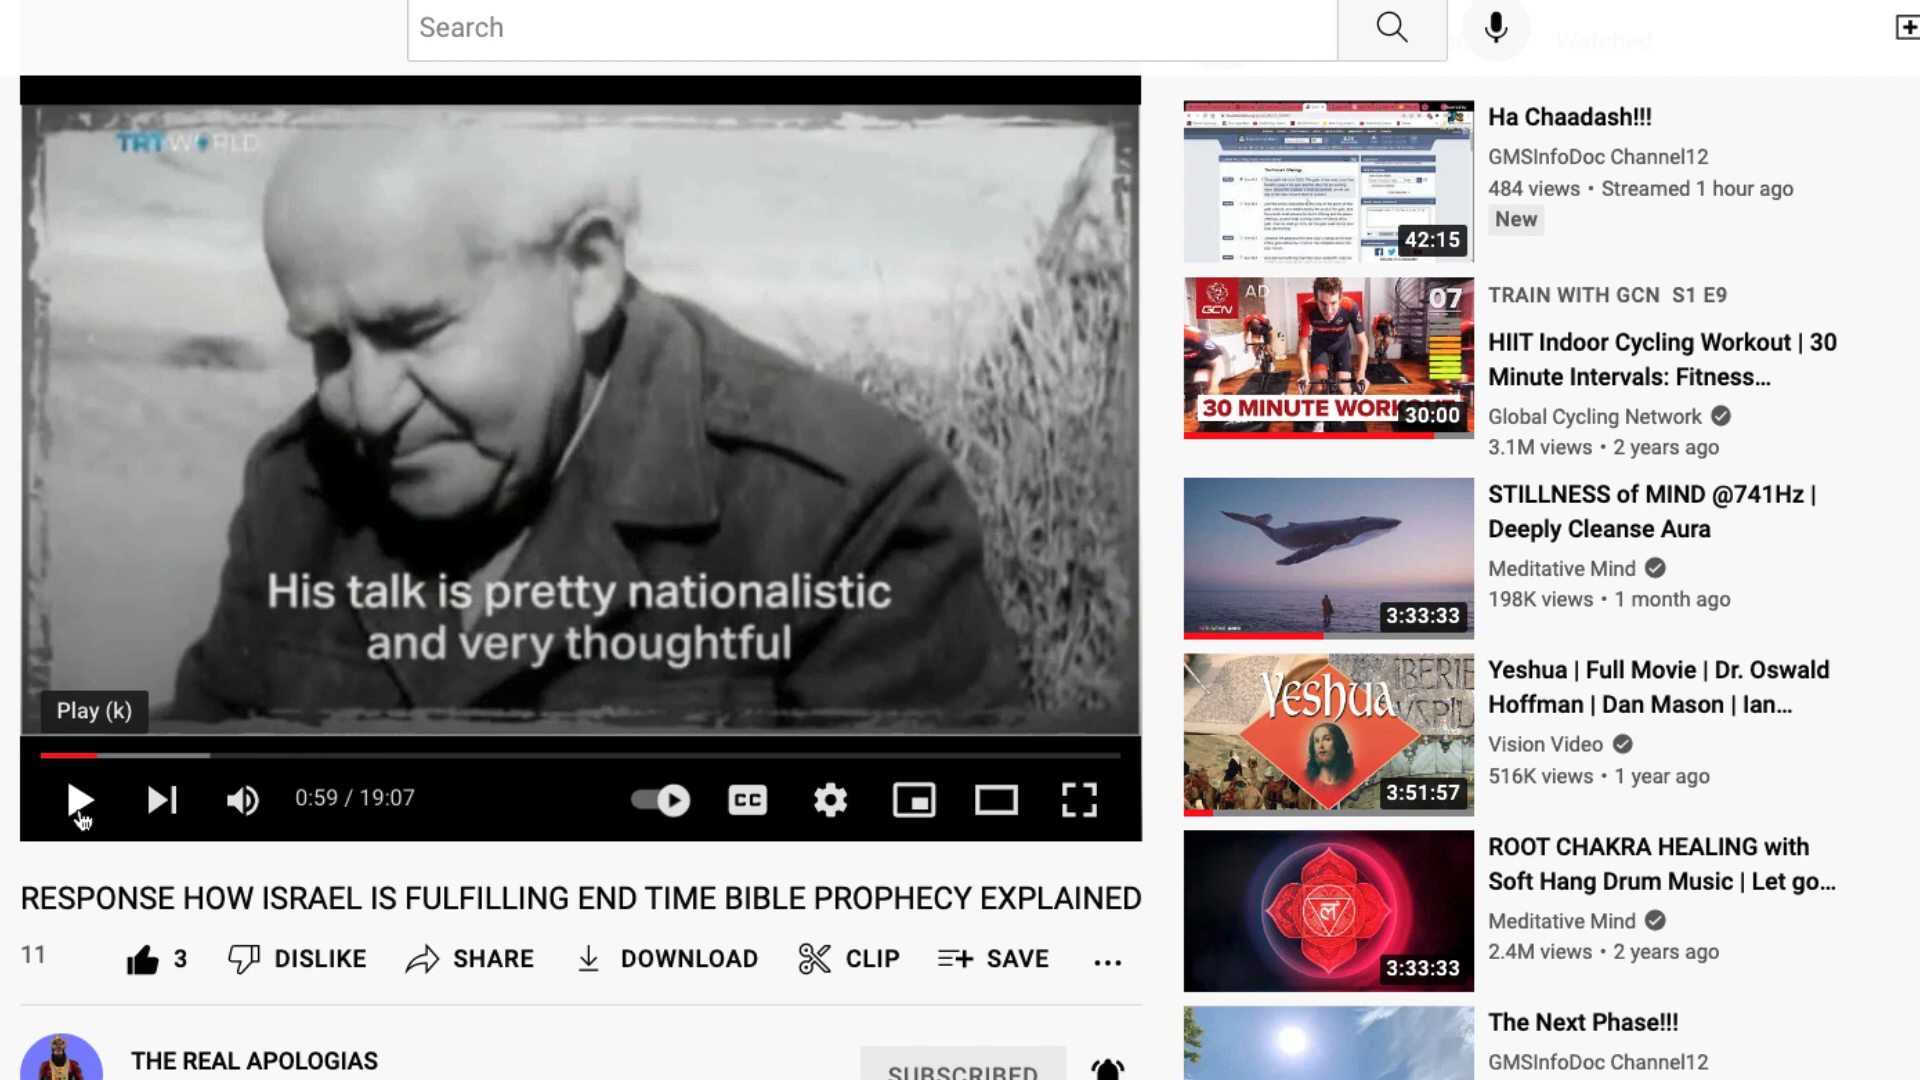 Search
TRT WORLD
His talk is pretty nationalistic
and very thoughtful
Play (k)
0:59 / 19:07
CC
RESPONSE HOW ISRAEL IS FULFILLING END TIME BIBLE PROPHECY EXPLAINED
11
3
DISLIKE
SHARE
DOWNLOAD
CLIP
SAVE
THE REAL APOLOGIAS
SUBSCRIBED
Watched
42:15
Ha Chaadash!!!
GMSInfoDoc Channel12
484 views • Streamed 1 hour ago
New
GCN
AD
07
30 MINUTE WORKOUT
30:00
TRAIN WITH GCN S1 E9
HIIT Indoor Cycling Workout | 30
Minute Intervals: Fitness...
Global Cycling Network
3.1M views • 2 years ago
3:33:33
STILLNESS of MIND @741Hz |
Deeply Cleanse Aura
Meditative Mind
198K views • 1 month ago
Yeshua
3:51:57
Yeshua | Full Movie | Dr. Oswald
Hoffman | Dan Mason | Ian...
Vision Video
516K views • 1 year ago
लं
3:33:33
ROOT CHAKRA HEALING with
Soft Hang Drum Music | Let go...
Meditative Mind
2.4M views • 2 years ago
The Next Phase!!!
GMSInfoDoc Channel12